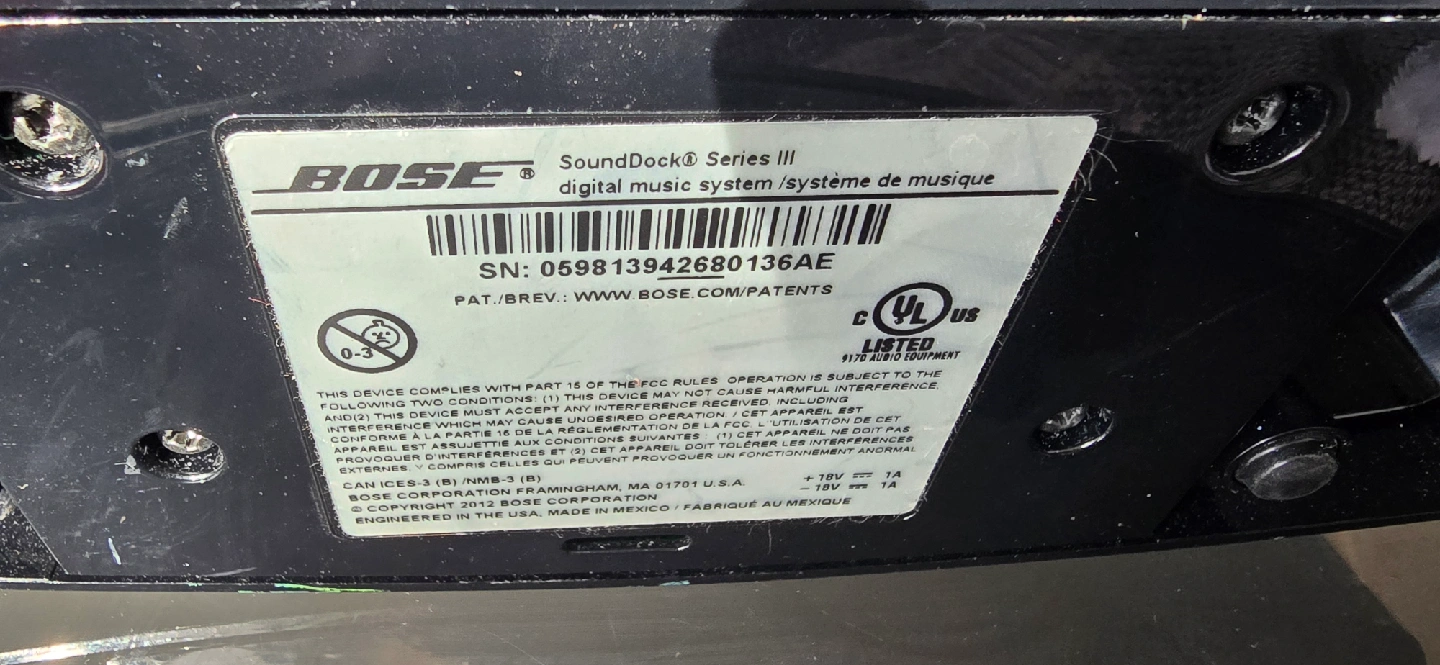 BOSE®
SoundDock® Series III
digital music system /système de musique
SN: 059813942680136AE
PAT./BREV.: WWW.BOSE.COM/PATENTS
0-3
C UL US
LISTED
9170 AUDIO EQUIPMENT
THIS DEVICE COMPLIES WITH PART 15 OF THE FCC RULES. OPERATION IS SUBJECT TO THE
FOLLOWING TWO CONDITIONS: (1) THIS DEVICE MAY NOT CAUSE HARMFUL INTERFERENCE,
AND(2) THIS DEVICE MUST ACCEPT ANY INTERFERENCE RECEIVED, INCLUDING
INTERFERENCE WHICH MAY CAUSE UNDESIRED OPERATION. / CET APPAREIL EST
CONFORME À LA PARTIE 15 DE LA RÉGLEMENTATION DE LA FCC. L'UTILISATION DE CET
APPAREIL EST ASSUJETTIE AUX CONDITIONS SUIVANTES : (1) CET APPAREIL NE DOIT PAS
PROVOQUER D'INTERFÉRENCES ET (2) CET APPAREIL DOIT TOLÉRER LES INTERFÉRENCES
EXTERNES, Y COMPRIS CELLES QUI PEUVENT PROVOQUER UN FONCTIONNEMENT ANORMAL
CAN ICES-3 (B) /NMB-3 (B)
BOSE CORPORATION FRAMINGHAM, MA 01701 U.S.A.
© COPYRIGHT 2012 BOSE CORPORATION
ENGINEERED IN THE USA, MADE IN MEXICO / FABRIQUÉ AU MEXIQUE
+18V ⎓ 1A
−18V ⎓ 1A